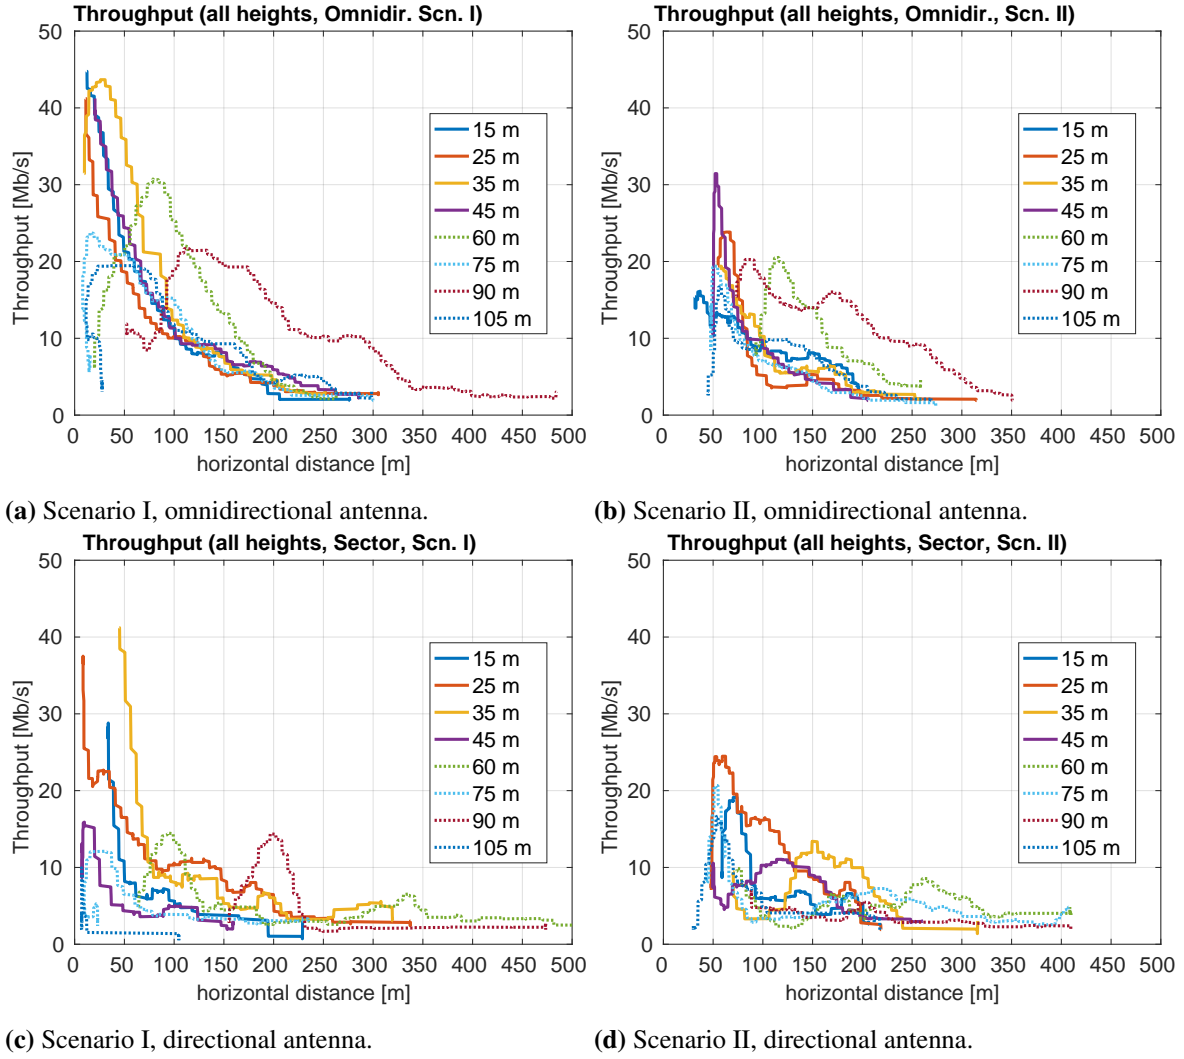 Throughput (all heights, Omnidir. Scn. I)
Throughput [Mb/s]
50
40
30
20
10
0
15 m
25 m
35 m
45 m
60 m
75 m
90 m
105 m
0 50 100 150 200 250 300 350 400 450 500
horizontal distance [m]
(a) Scenario I, omnidirectional antenna.
Throughput (all heights, Omnidir., Scn. II)
Throughput [Mb/s]
50
40
30
20
10
0
15 m
25 m
35 m
45 m
60 m
75 m
90 m
105 m
0 50 100 150 200 250 300 350 400 450 500
horizontal distance [m]
(b) Scenario II, omnidirectional antenna.
Throughput (all heights, Sector, Scn. I)
Throughput [Mb/s]
50
40
30
20
10
0
15 m
25 m
35 m
45 m
60 m
75 m
90 m
105 m
0 50 100 150 200 250 300 350 400 450 500
horizontal distance [m]
(c) Scenario I, directional antenna.
Throughput (all heights, Sector, Scn. II)
Throughput [Mb/s]
50
40
30
20
10
0
15 m
25 m
35 m
45 m
60 m
75 m
90 m
105 m
0 50 100 150 200 250 300 350 400 450 500
horizontal distance [m]
(d) Scenario II, directional antenna.